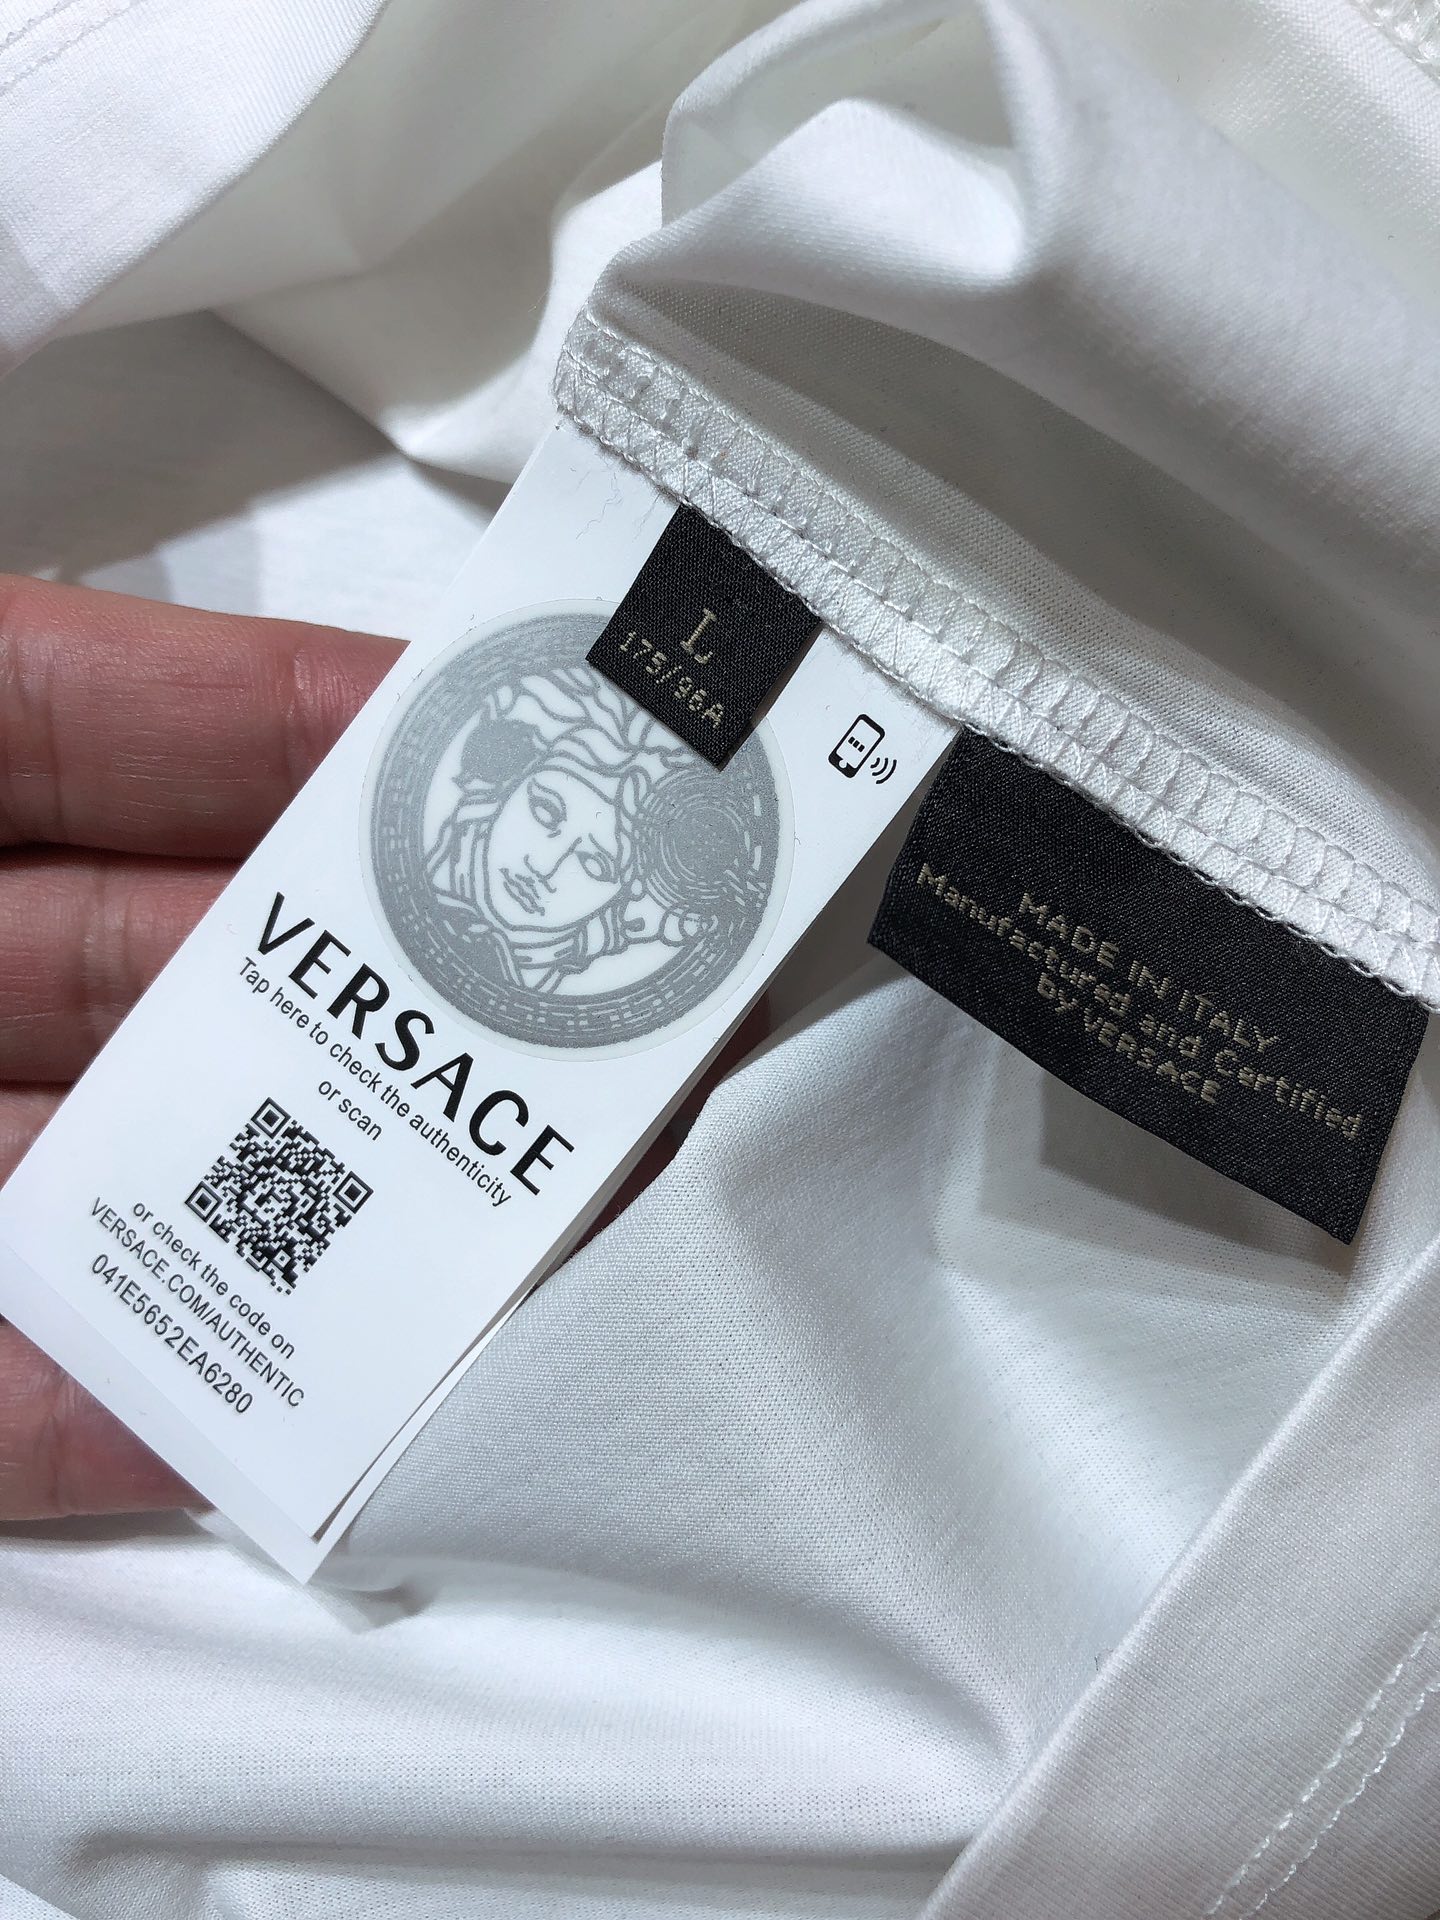 L
175/96A
MADE IN ITALY
Manufactured and Certified
by VERSACE
VERSACE
Tap here to check the authenticity
or scan
or check the code on
VERSACE.COM/AUTHENTIC
041E5652EA6280